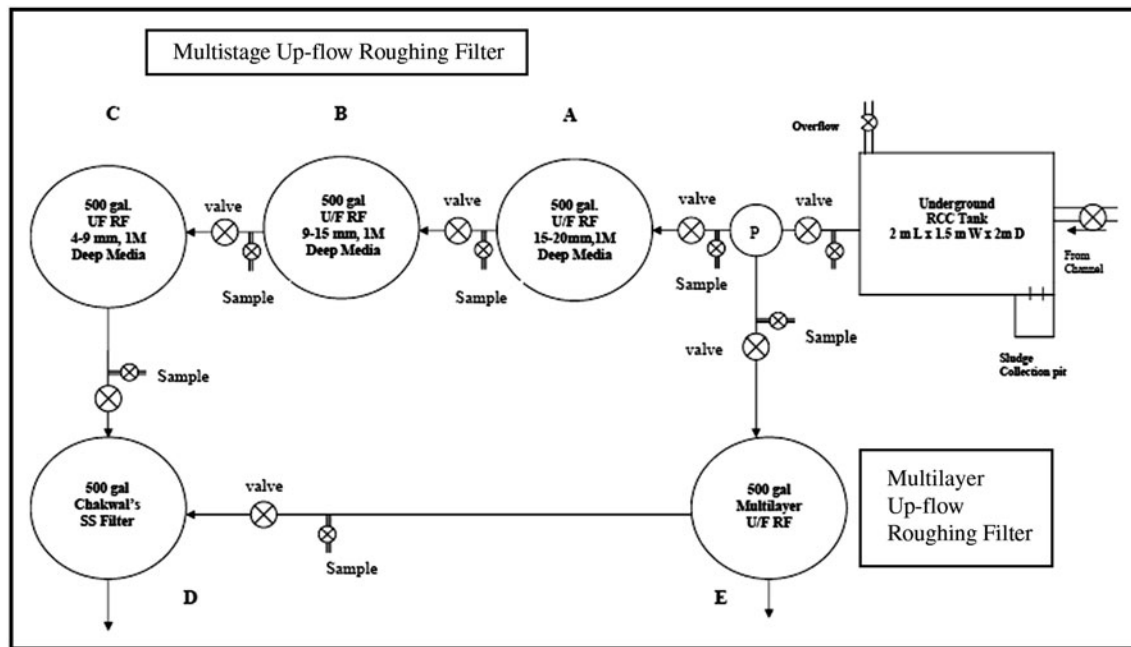 Multistage Up-flow Roughing Filter
C
B
A
Overflow
500 gal.
UF RF
4-9 mm, 1M
Deep Media
valve
Sample
500 gal.
U/F RF
9-15 mm, 1M
Deep Media
valve
Sample
500 gal.
U/F RF
15-20mm,1M
Deep Media
valve
Sample
P
valve
Underground
RCC Tank
2 m L x 1.5 m W x 2m D
From
Channel
Sludge
Collection pit
Sample
valve
Sample
500 gal
Chakwal's
SS Filter
valve
Sample
500 gal
Multilayer
U/F RF
Multilayer
Up-flow
Roughing Filter
D
E